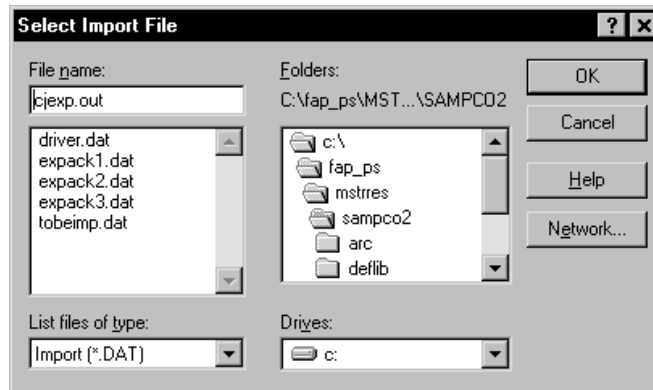 Select Import File
File name:
cjexp.out
driver.dat
expack1.dat
expack2.dat
expack3.dat
tobeimp.dat
List files of type:
Import (*.DAT)
Folders:
C:\fap_ps\MST...\SAMPCO2
c:\
fap_ps
mstrres
sampco2
arc
deflib
Drives:
c:
OK
Cancel
Help
Network...